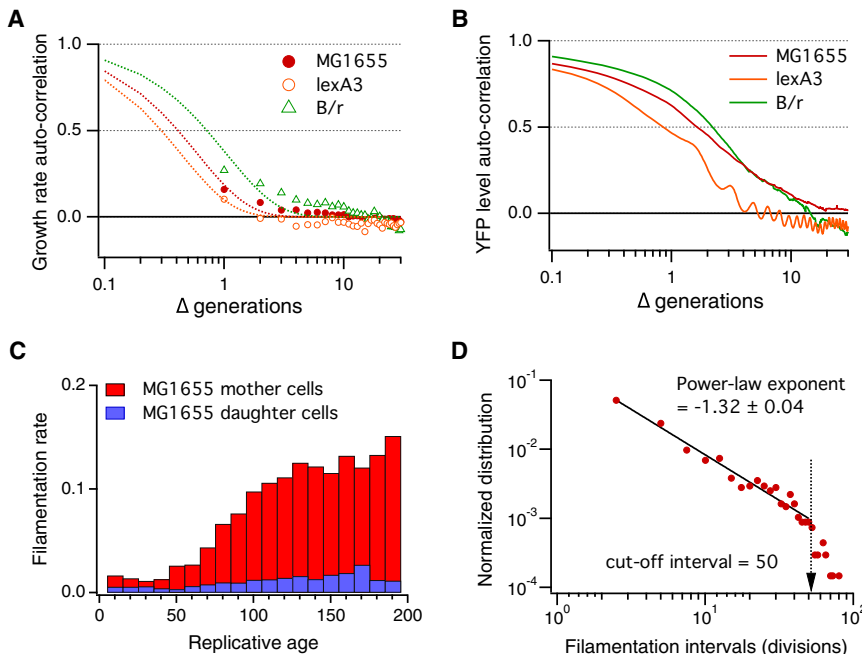 A
Growth rate auto-correlation
1.0
0.5
0.0
0.1
1
10
Δ generations
MG1655
lexA3
B/r
B
YFP level auto-correlation
1.0
0.5
0.0
0.1
1
10
Δ generations
MG1655
lexA3
B/r
C
Filamentation rate
0.2
0.1
0.0
0
50
100
150
200
Replicative age
MG1655 mother cells
MG1655 daughter cells
D
Normalized distribution
10⁻¹
10⁻²
10⁻³
10⁻⁴
10⁰
10¹
10²
Filamentation intervals (divisions)
Power-law exponent
= -1.32 ± 0.04
cut-off interval = 50